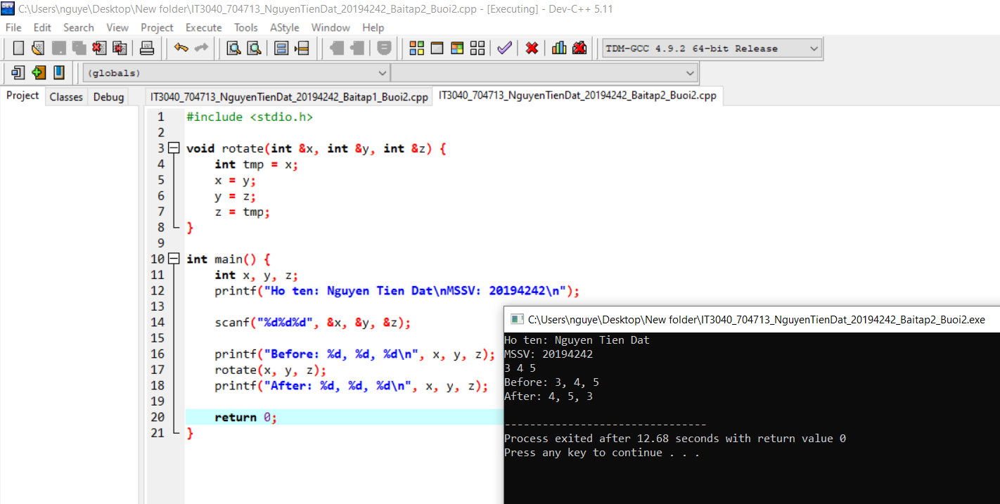 C:\Users\nguye\Desktop\New folder\IT3040_704713_NguyenTienDat_20194242_Baitap2_Buoi2.cpp - [Executing] - Dev-C++ 5.11
File Edit Search View Project Execute Tools AStyle Window Help
TDM-GCC 4.9.2 64-bit Release
(globals)
Project Classes Debug
IT3040_704713_NguyenTienDat_20194242_Baitap1_Buoi2.cpp IT3040_704713_NguyenTienDat_20194242_Baitap2_Buoi2.cpp
1 #include <stdio.h>
2
3 void rotate(int &x, int &y, int &z) {
4     int tmp = x;
5     x = y;
6     y = z;
7     z = tmp;
8 }
9
10 int main() {
11     int x, y, z;
12     printf("Ho ten: Nguyen Tien Dat\nMSSV: 20194242\n");
13
14     scanf("%d%d%d", &x, &y, &z);
15
16     printf("Before: %d, %d, %d\n", x, y, z);
17     rotate(x, y, z);
18     printf("After: %d, %d, %d\n", x, y, z);
19
20     return 0;
21 }
C:\Users\nguye\Desktop\New folder\IT3040_704713_NguyenTienDat_20194242_Baitap2_Buoi2.exe
Ho ten: Nguyen Tien Dat
MSSV: 20194242
3 4 5
Before: 3, 4, 5
After: 4, 5, 3
--------------------------------
Process exited after 12.68 seconds with return value 0
Press any key to continue . . .